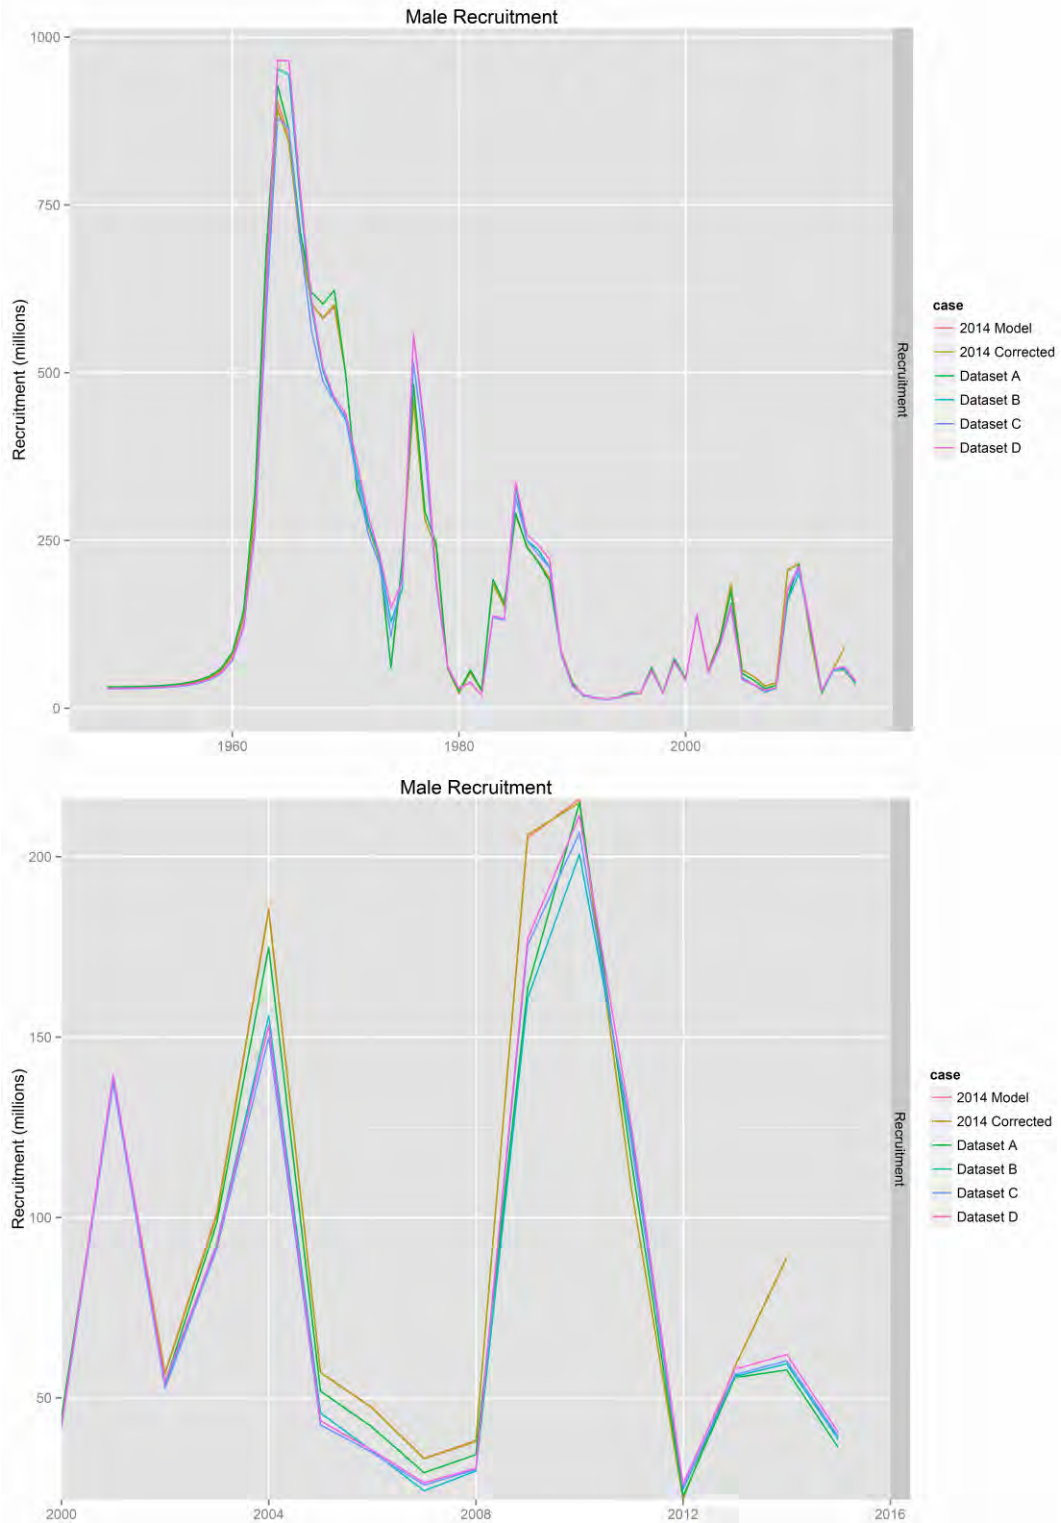 Male Recruitment
1000
750
500
250
0
Recruitment (millions)
1960
1980
2000
Recruitment
case
2014 Model
2014 Corrected
Dataset A
Dataset B
Dataset C
Dataset D
Male Recruitment
200
150
100
50
Recruitment (millions)
2000
2004
2008
2012
2016
Recruitment
case
2014 Model
2014 Corrected
Dataset A
Dataset B
Dataset C
Dataset D